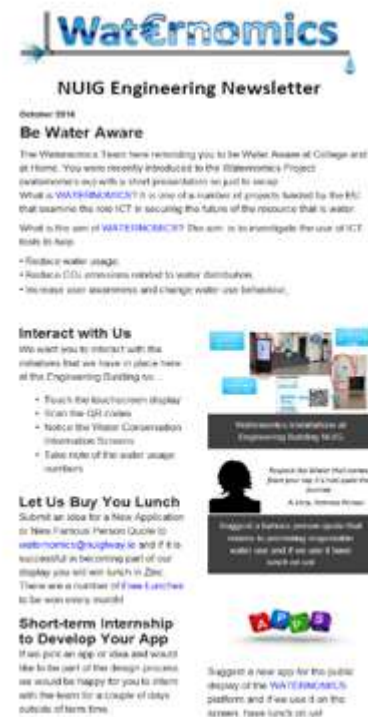 Wat€rnomics
NUIG Engineering Newsletter
October 2014
Be Water Aware
The Waternomics Team here reminding you to be Water Aware at College and
at Home. You were recently introduced to the Waternomics Project
(waternomics.eu) with a short presentation so just to recap
What is WATERNOMICS? It is one of a number of projects funded by the EU
that examine the role ICT in securing the future of the resource that is water.
What is the aim of WATERNOMICS? The aim is to investigate the use of ICT
tools to help
• Reduce water usage.
• Reduce CO2 emissions related to water distribution.
• Increase user awareness and change water use behaviour.
Interact with Us
We want you to interact with the
initiatives that we have in place here
at the Engineering Building so...
• Touch the touchscreen display
• Scan the QR codes
• Notice the Water Conservation
Information Screens
• Take note of the water usage
numbers
Let Us Buy You Lunch
Submit an idea for a New Application
or New Famous Person Quote to
waternomics@nuigalway.ie and if it is
successful in becoming part of our
display you will win lunch in Zinc.
There are a number of Free Lunches
to be won every month!
Short-term Internship
to Develop Your App
If we pick an app or idea and would
like to be part of the design process
we would be happy for you to intern
with the team for a couple of days
outside of term time.
Waternomics Installations at
Engineering Building NUIG
Suggest a famous person quote that
relates to promoting responsible
water use and if we use it have
lunch on us!
APPS
Suggest a new app for the public
display of the WATERNOMICS
platform and if we use it on the
screen, have lunch on us!